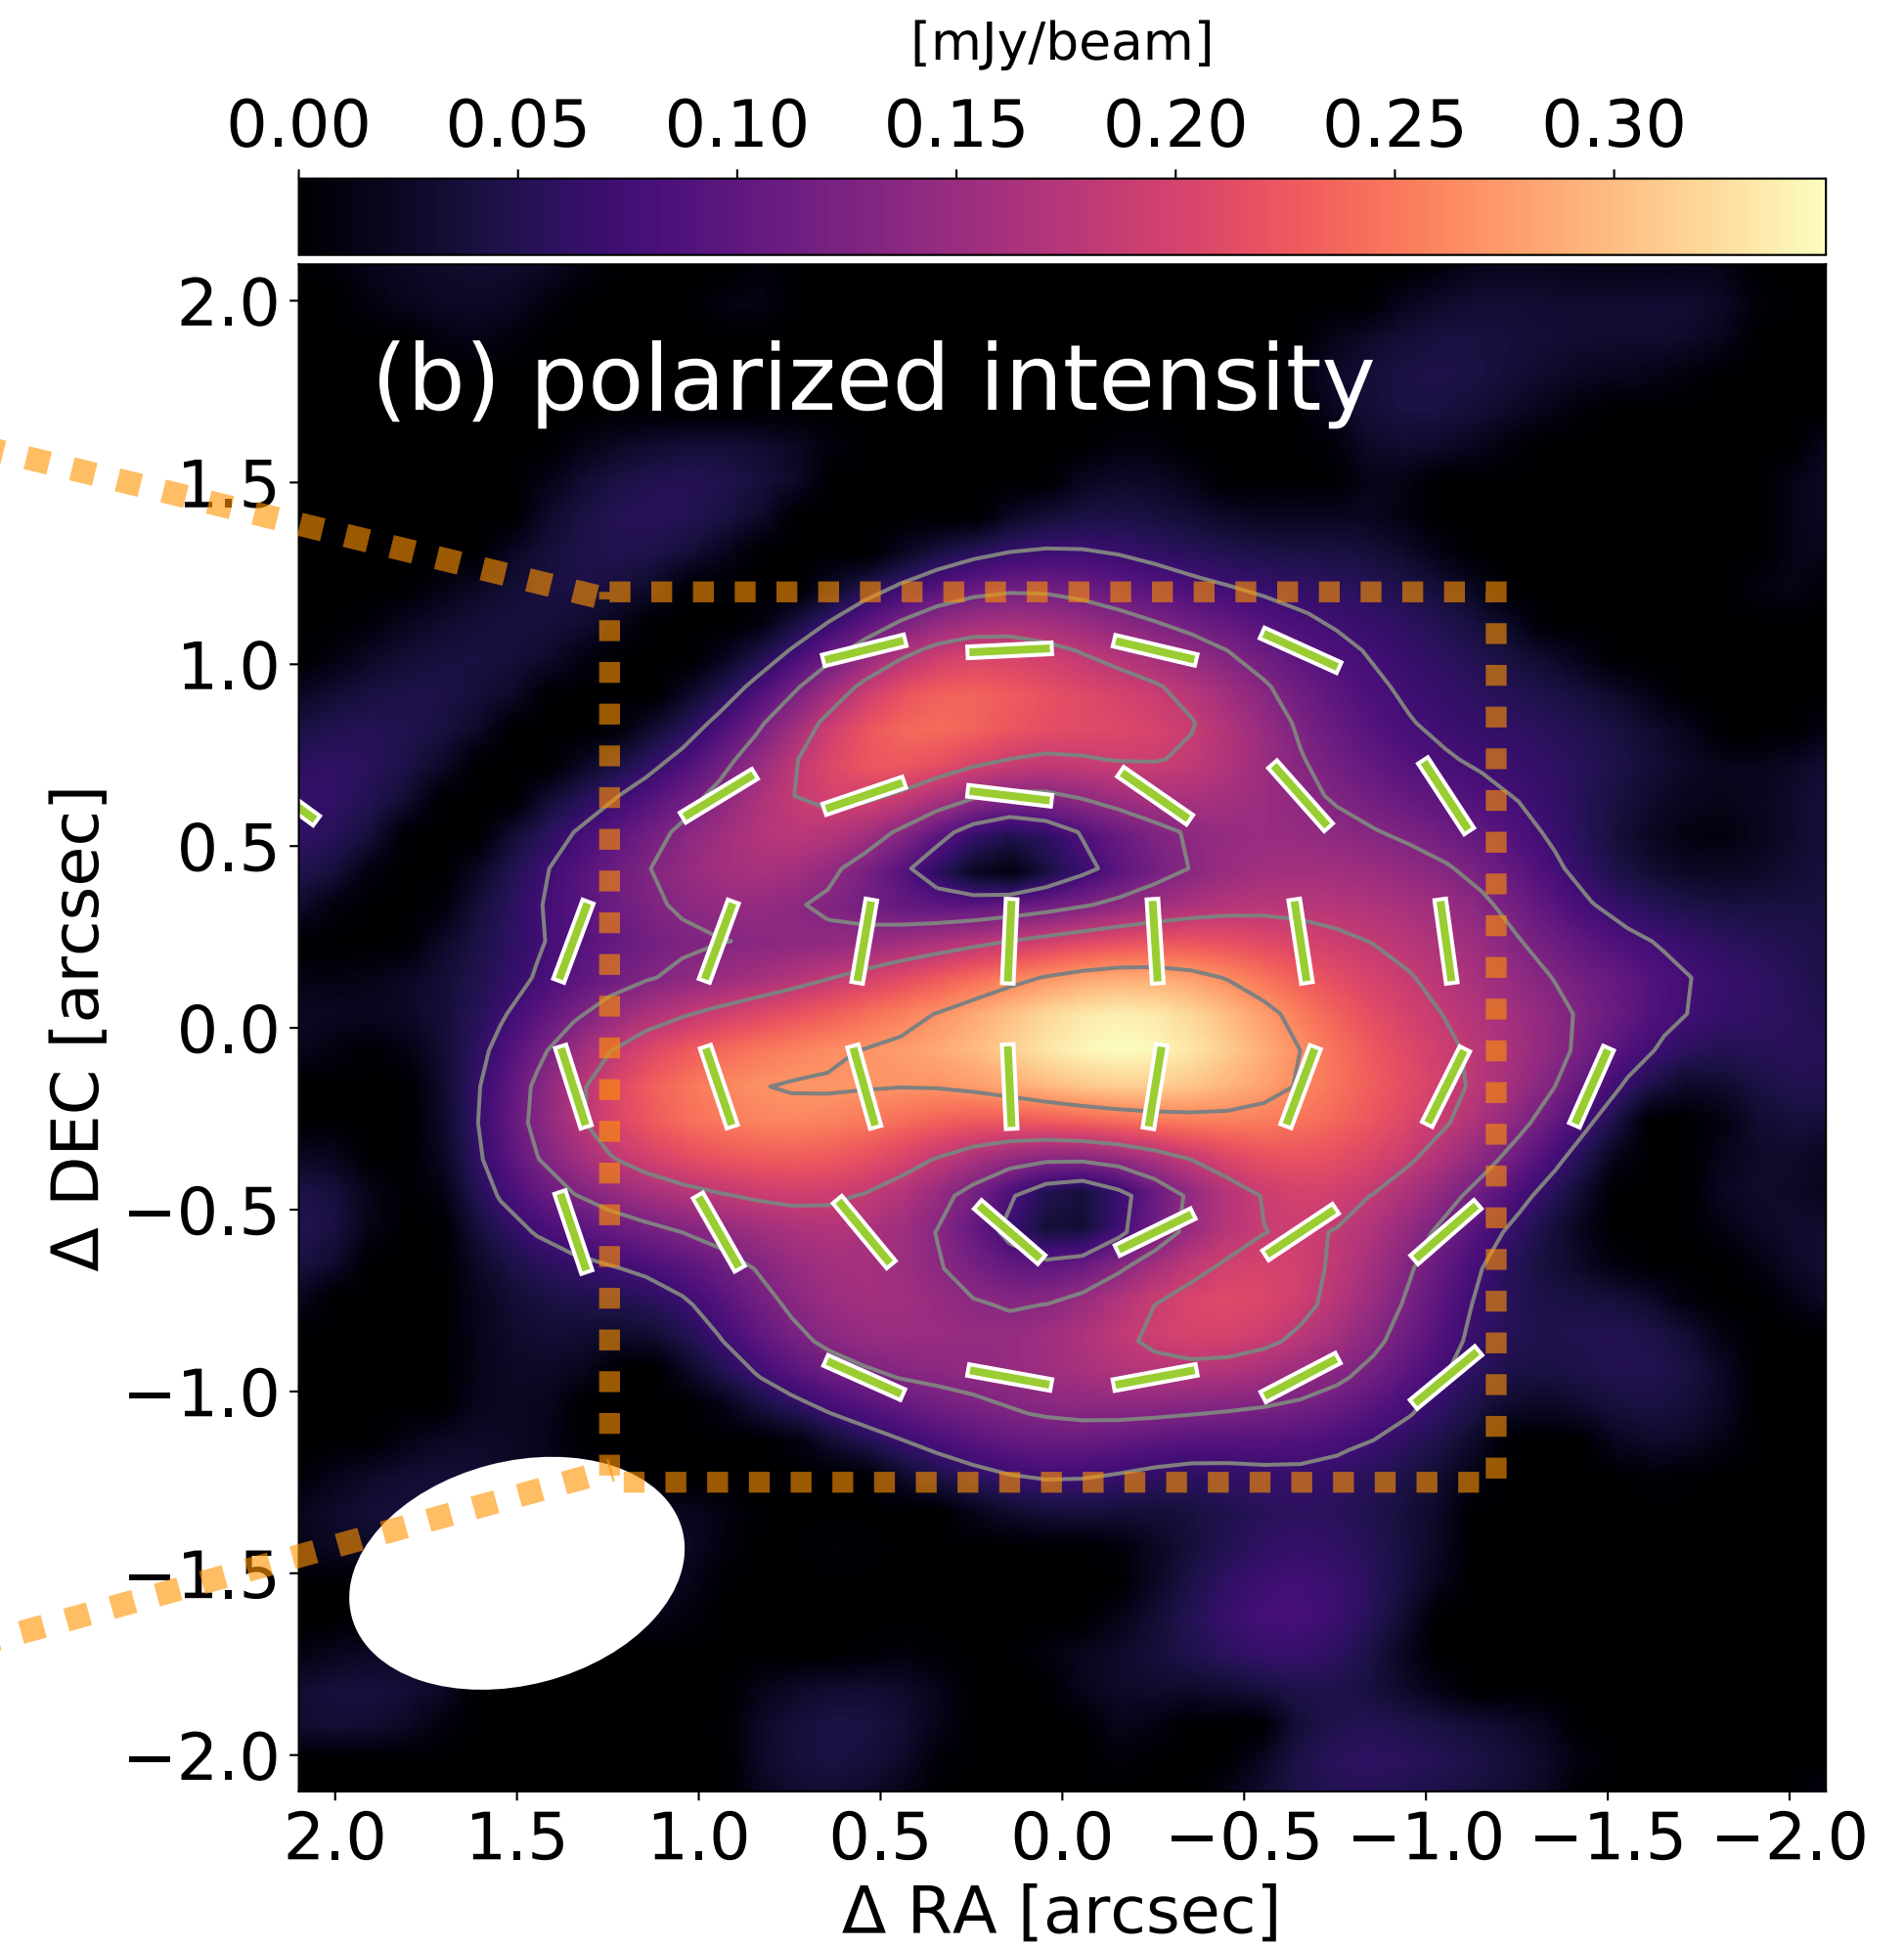 [mJy/beam]
0.00 0.05 0.10 0.15 0.20 0.25 0.30
(b) polarized intensity
2.0
1.5
1.0
0.5
0.0
−0.5
−1.0
−1.5
−2.0
Δ DEC [arcsec]
2.0 1.5 1.0 0.5 0.0 −0.5 −1.0 −1.5 −2.0
Δ RA [arcsec]